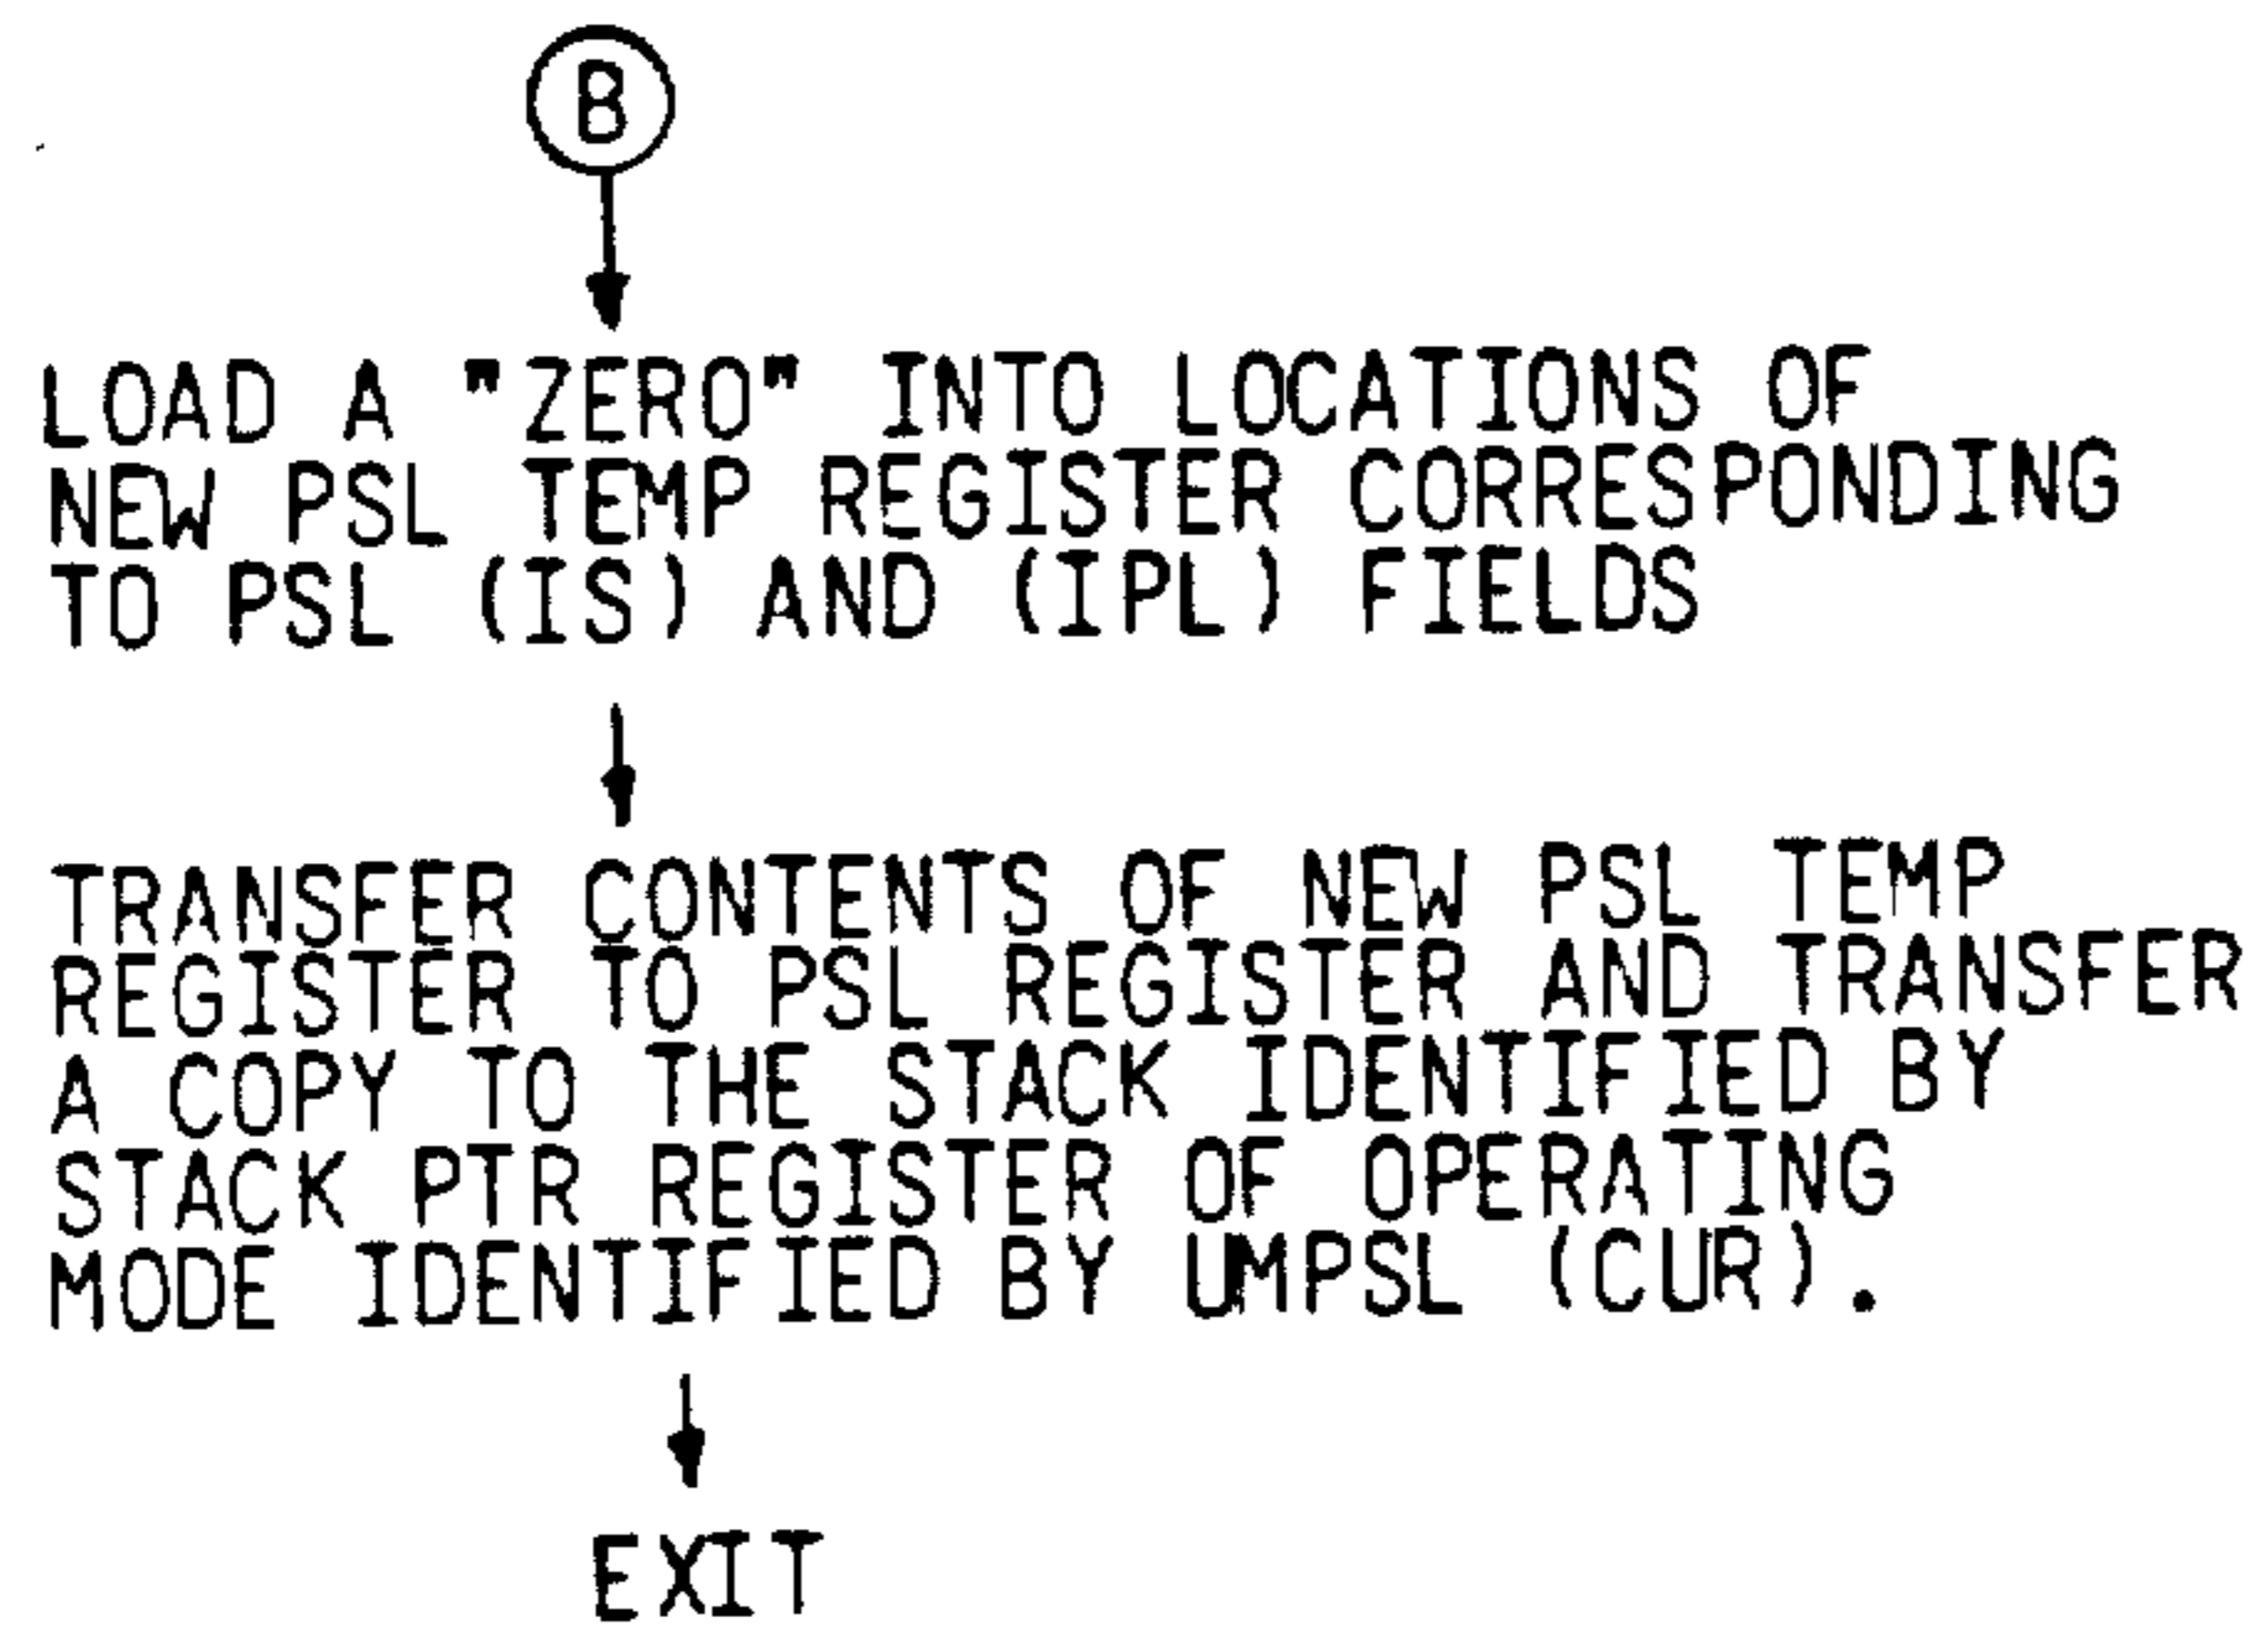 B
LOAD A "ZERO" INTO LOCATIONS OF
NEW PSL TEMP REGISTER CORRESPONDING
TO PSL (IS) AND (IPL) FIELDS
TRANSFER CONTENTS OF NEW PSL TEMP
REGISTER TO PSL REGISTER AND TRANSFER
A COPY TO THE STACK IDENTIFIED BY
STACK PTR REGISTER OF OPERATING
MODE IDENTIFIED BY UMPSL (CUR).
EXIT